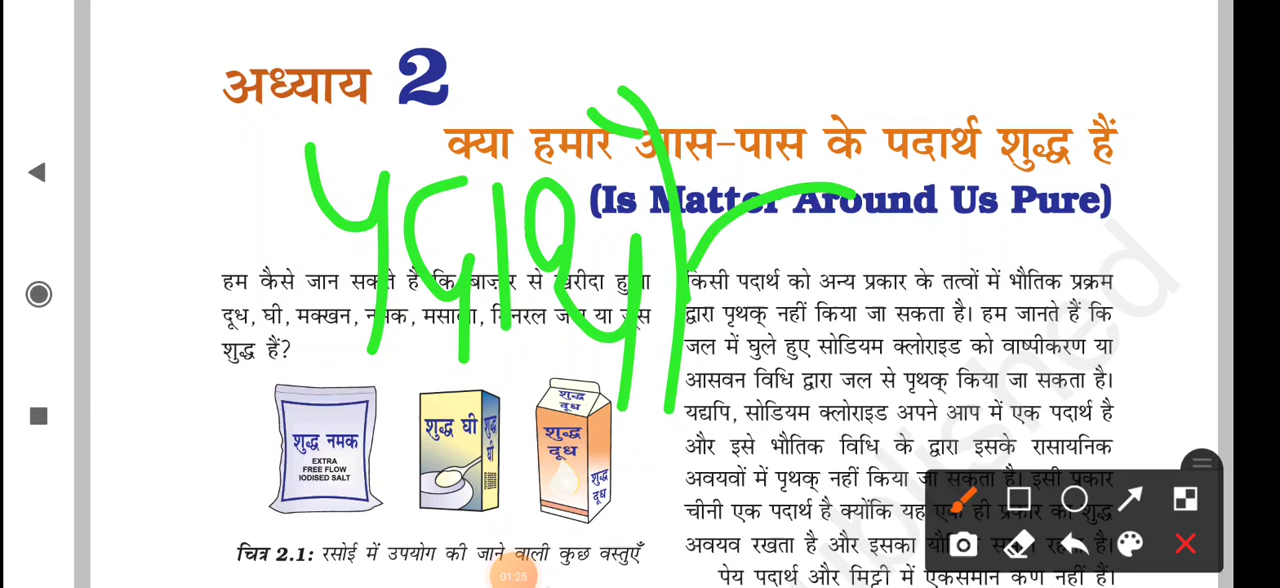 अध्याय 2
क्या हमारे आस-पास के पदार्थ शुद्ध हैं
(Is Matter Around Us Pure)
पदार्थो
हम कैसे जान सकते हैं कि बाज़ार से खरीदा हुआ
दूध, घी, मक्खन, नमक, मसाला, मिनरल जल या जूस
शुद्ध हैं?
शुद्ध नमक
EXTRA
FREE FLOW
IODISED SALT
शुद्ध घी
शुद्ध घी
शुद्ध
दूध
शुद्ध
दूध
शुद्ध
दूध
चित्र 2.1: रसोई में उपयोग की जाने वाली कुछ वस्तुएँ
किसी पदार्थ को अन्य प्रकार के तत्वों में भौतिक प्रक्रम
द्वारा पृथक् नहीं किया जा सकता है। हम जानते हैं कि
जल में घुले हुए सोडियम क्लोराइड को वाष्पीकरण या
आसवन विधि द्वारा जल से पृथक् किया जा सकता है।
यद्यपि, सोडियम क्लोराइड अपने आप में एक पदार्थ है
और इसे भौतिक विधि के द्वारा इसके रासायनिक
अवयवों में पृथक् नहीं किया जा सकता है। इसी प्रकार
चीनी एक पदार्थ है क्योंकि यह एक ही प्रकार का शुद्ध
अवयव रखता है और इसका रहता है।
पेय पदार्थ और मिट्टी में एकसमान कण नहीं हैं।
ublished
01:25